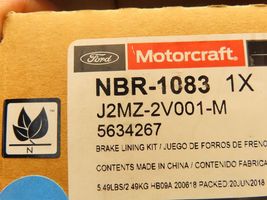 Ford
Motorcraft
NBR-1083 1X
J2MZ-2V001-M
5634267
BRAKE LINING KIT / JUEGO DE FORROS DE FRENO
CONTENTS MADE IN CHINA / CONTENIDO FABRICA
5.49LBS/2.49KG HB09A 200618 PACKED:20JUN2018
N